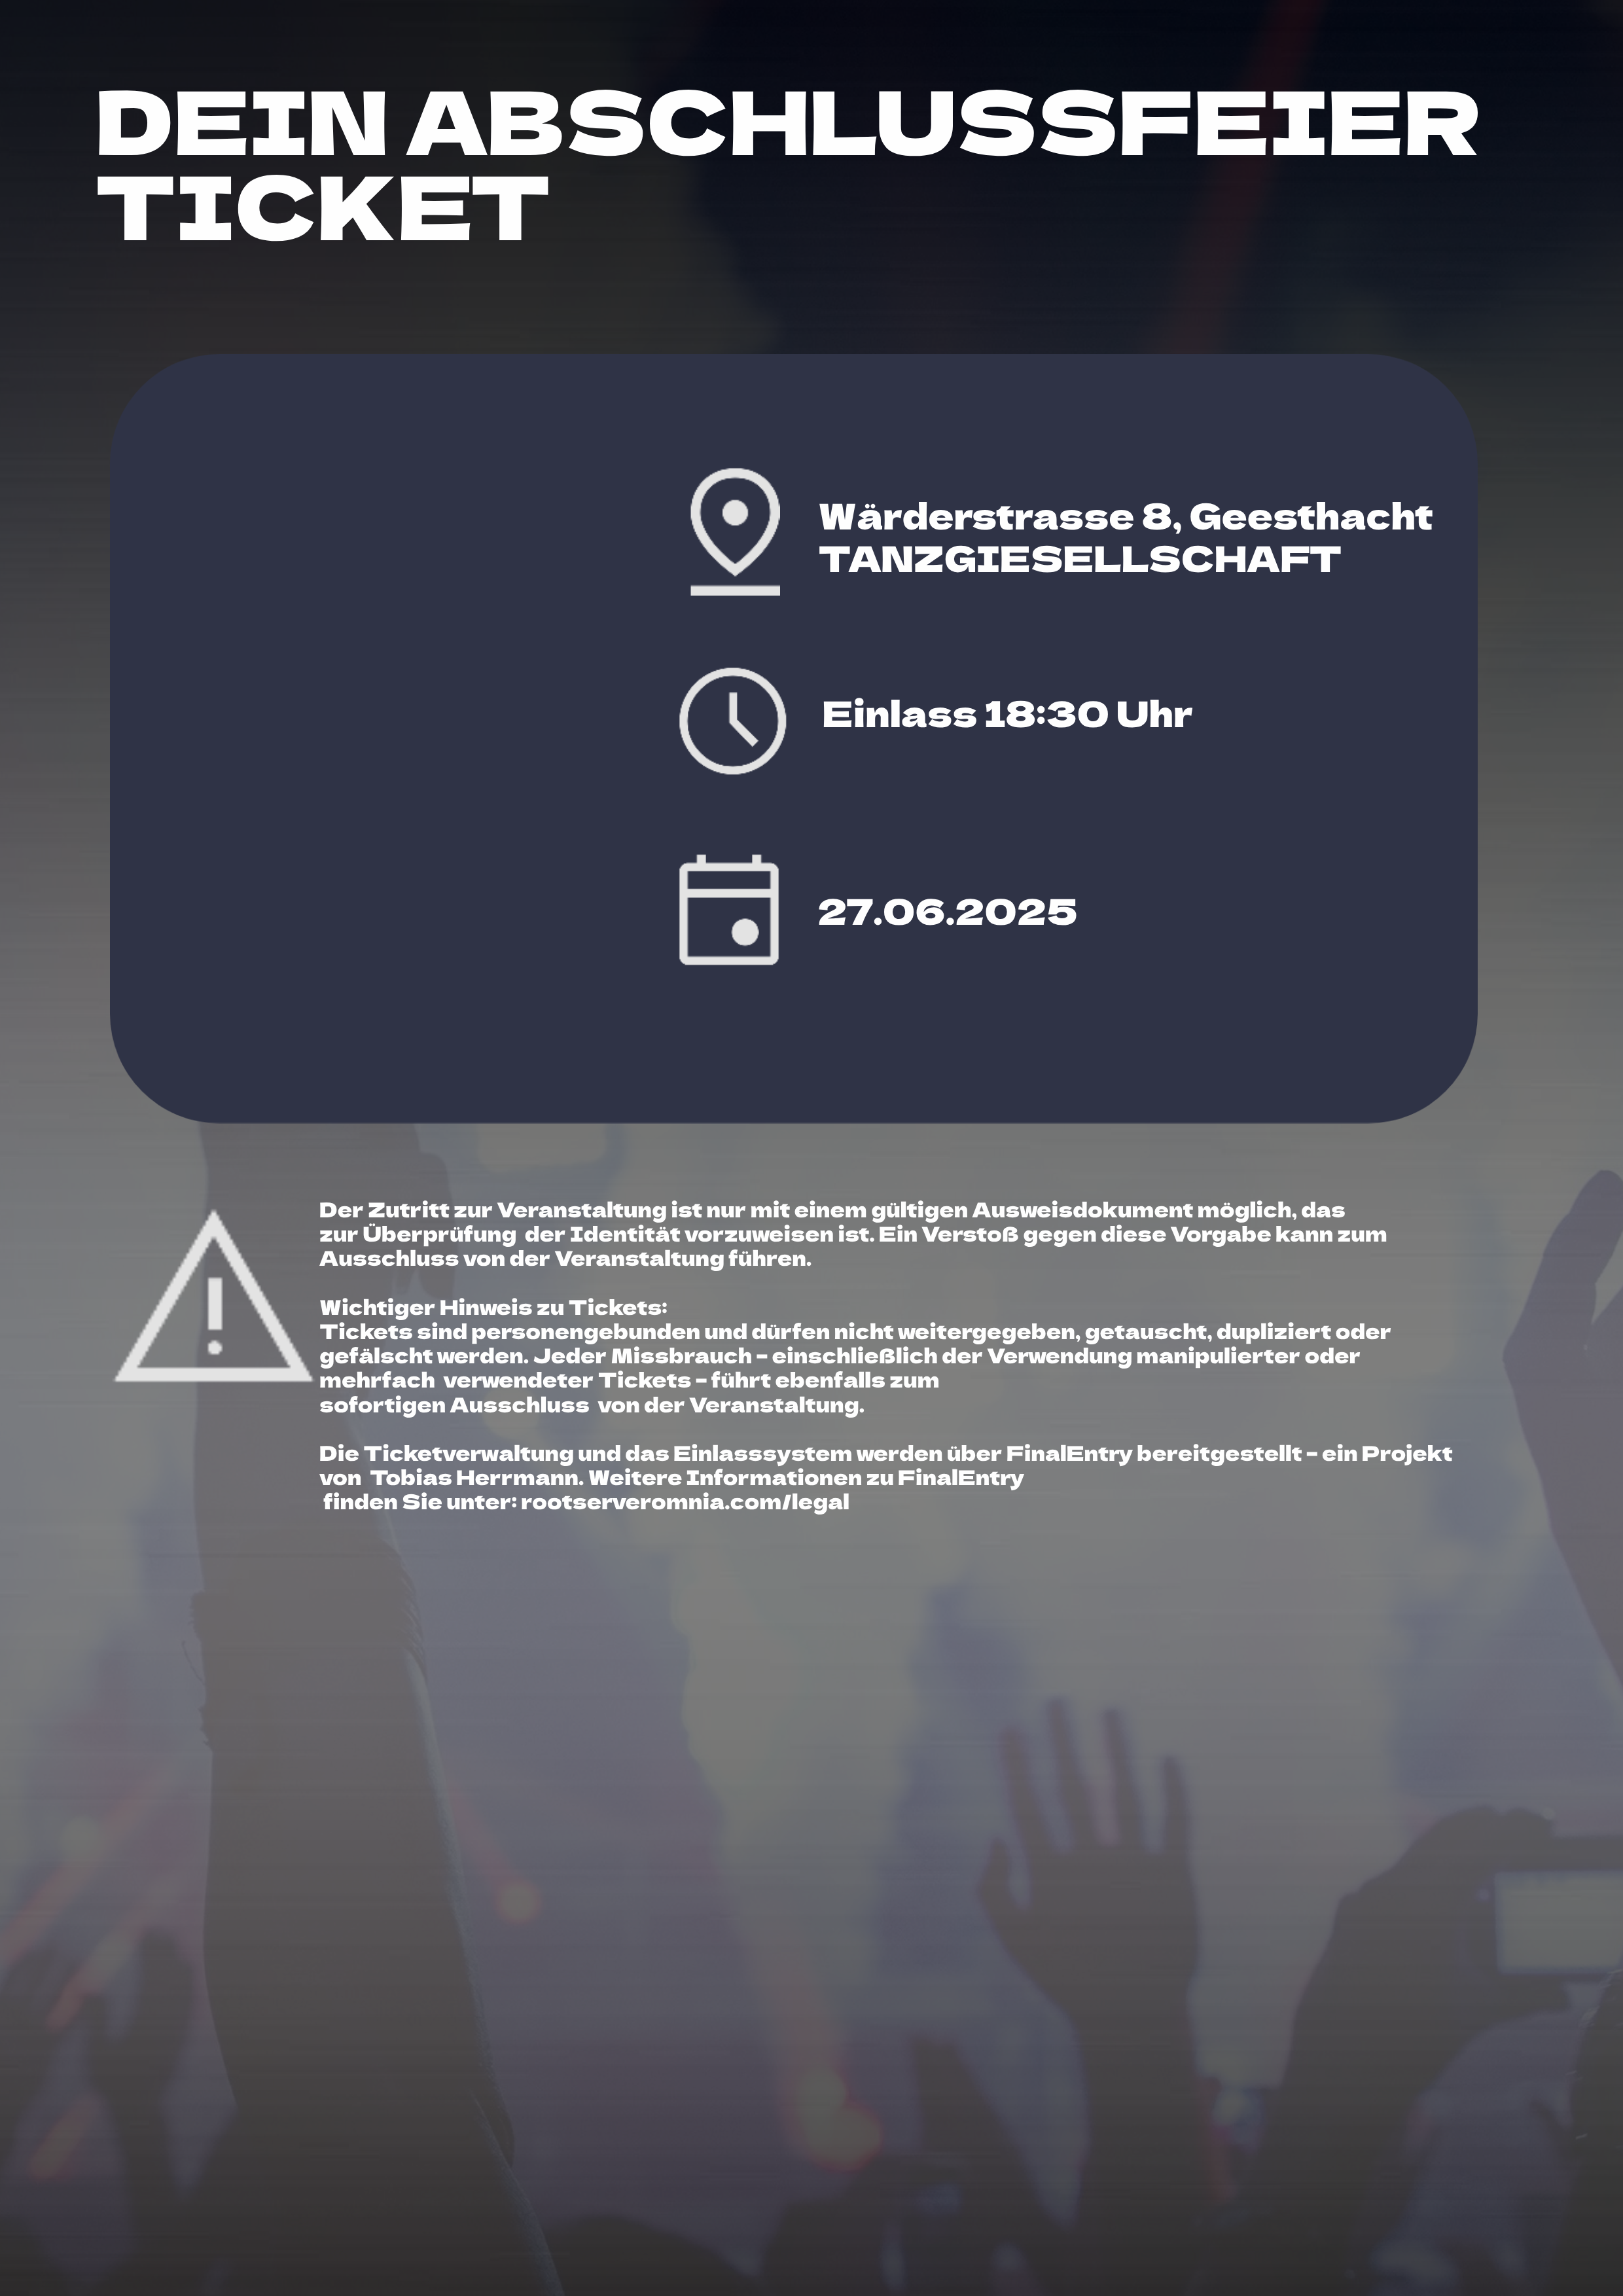 DEIN ABSCHLUSSFEIER
TICKET
Wärderstrasse 8, Geesthacht
TANZGIESELLSCHAFT
Einlass 18:30 Uhr
27.06.2025
Der Zutritt zur Veranstaltung ist nur mit einem gültigen Ausweisdokument möglich, das
zur Überprüfung der Identität vorzuweisen ist. Ein Verstoß gegen diese Vorgabe kann zum
Ausschluss von der Veranstaltung führen.
Wichtiger Hinweis zu Tickets:
Tickets sind personengebunden und dürfen nicht weitergegeben, getauscht, dupliziert oder
gefälscht werden. Jeder Missbrauch – einschließlich der Verwendung manipulierter oder
mehrfach verwendeter Tickets – führt ebenfalls zum
sofortigen Ausschluss von der Veranstaltung.
Die Ticketverwaltung und das Einlasssystem werden über FinalEntry bereitgestellt – ein Projekt
von Tobias Herrmann. Weitere Informationen zu FinalEntry
finden Sie unter: rootserveromnia.com/legal